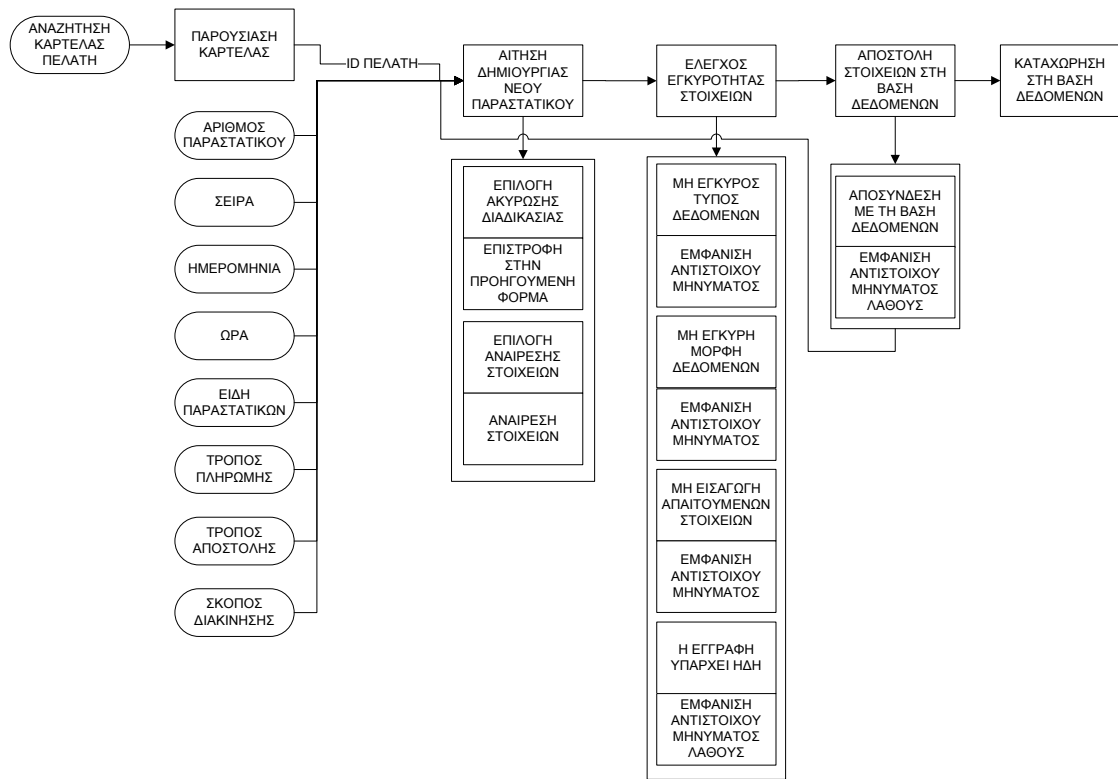 ΑΝΑΖΗΤΗΣΗ
ΚΑΡΤΕΛΑΣ
ΠΕΛΑΤΗ
ΠΑΡΟΥΣΙΑΣΗ
ΚΑΡΤΕΛΑΣ
ID ΠΕΛΑΤΗ
ΑΙΤΗΣΗ
ΔΗΜΙΟΥΡΓΙΑΣ
ΝΕΟΥ
ΠΑΡΑΣΤΑΤΙΚΟΥ
ΕΛΕΓΧΟΣ
ΕΓΚΥΡΟΤΗΤΑΣ
ΣΤΟΙΧΕΙΩΝ
ΑΠΟΣΤΟΛΗ
ΣΤΟΙΧΕΙΩΝ ΣΤΗ
ΒΑΣΗ
ΔΕΔΟΜΕΝΩΝ
ΚΑΤΑΧΩΡΗΣΗ
ΣΤΗ ΒΑΣΗ
ΔΕΔΟΜΕΝΩΝ
ΑΡΙΘΜΟΣ
ΠΑΡΑΣΤΑΤΙΚΟΥ
ΣΕΙΡΑ
ΗΜΕΡΟΜΗΝΙΑ
ΩΡΑ
ΕΙΔΗ
ΠΑΡΑΣΤΑΤΙΚΩΝ
ΤΡΟΠΟΣ
ΠΛΗΡΩΜΗΣ
ΤΡΟΠΟΣ
ΑΠΟΣΤΟΛΗΣ
ΣΚΟΠΟΣ
ΔΙΑΚΙΝΗΣΗΣ
ΕΠΙΛΟΓΗ
ΑΚΥΡΩΣΗΣ
ΔΙΑΔΙΚΑΣΙΑΣ
ΕΠΙΣΤΡΟΦΗ
ΣΤΗΝ
ΠΡΟΗΓΟΥΜΕΝΗ
ΦΟΡΜΑ
ΕΠΙΛΟΓΗ
ΑΝΑΙΡΕΣΗΣ
ΣΤΟΙΧΕΙΩΝ
ΑΝΑΙΡΕΣΗ
ΣΤΟΙΧΕΙΩΝ
ΜΗ ΕΓΚΥΡΟΣ
ΤΥΠΟΣ
ΔΕΔΟΜΕΝΩΝ
ΕΜΦΑΝΙΣΗ
ΑΝΤΙΣΤΟΙΧΟΥ
ΜΗΝΥΜΑΤΟΣ
ΜΗ ΕΓΚΥΡΗ
ΜΟΡΦΗ
ΔΕΔΟΜΕΝΩΝ
ΕΜΦΑΝΙΣΗ
ΑΝΤΙΣΤΟΙΧΟΥ
ΜΗΝΥΜΑΤΟΣ
ΜΗ ΕΙΣΑΓΩΓΗ
ΑΠΑΙΤΟΥΜΕΝΩΝ
ΣΤΟΙΧΕΙΩΝ
ΕΜΦΑΝΙΣΗ
ΑΝΤΙΣΤΟΙΧΟΥ
ΜΗΝΥΜΑΤΟΣ
Η ΕΓΓΡΑΦΗ
ΥΠΑΡΧΕΙ ΗΔΗ
ΕΜΦΑΝΙΣΗ
ΑΝΤΙΣΤΟΙΧΟΥ
ΜΗΝΥΜΑΤΟΣ
ΛΑΘΟΥΣ
ΑΠΟΣΥΝΔΕΣΗ
ΜΕ ΤΗ ΒΑΣΗ
ΔΕΔΟΜΕΝΩΝ
ΕΜΦΑΝΙΣΗ
ΑΝΤΙΣΤΟΙΧΟΥ
ΜΗΝΥΜΑΤΟΣ
ΛΑΘΟΥΣ